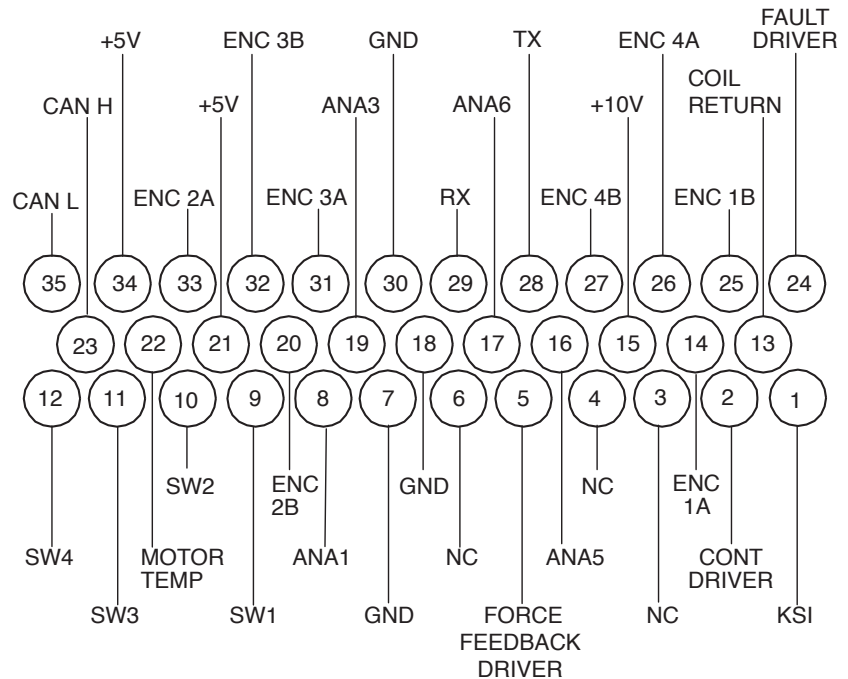 FAULT
+5V ENC 3B GND TX ENC 4A DRIVER
COIL
CAN H +5V ANA3 ANA6 +10V RETURN
CAN L ENC 2A ENC 3A RX ENC 4B ENC 1B
35 34 33 32 31 30 29 28 27 26 25 24
23 22 21 20 19 18 17 16 15 14 13
12 11 10 9 8 7 6 5 4 3 2 1
SW2 ENC GND NC ENC
2B 1A
SW4 MOTOR ANA1 NC ANA5 CONT
TEMP DRIVER
SW3 SW1 GND FORCE NC KSI
FEEDBACK
DRIVER